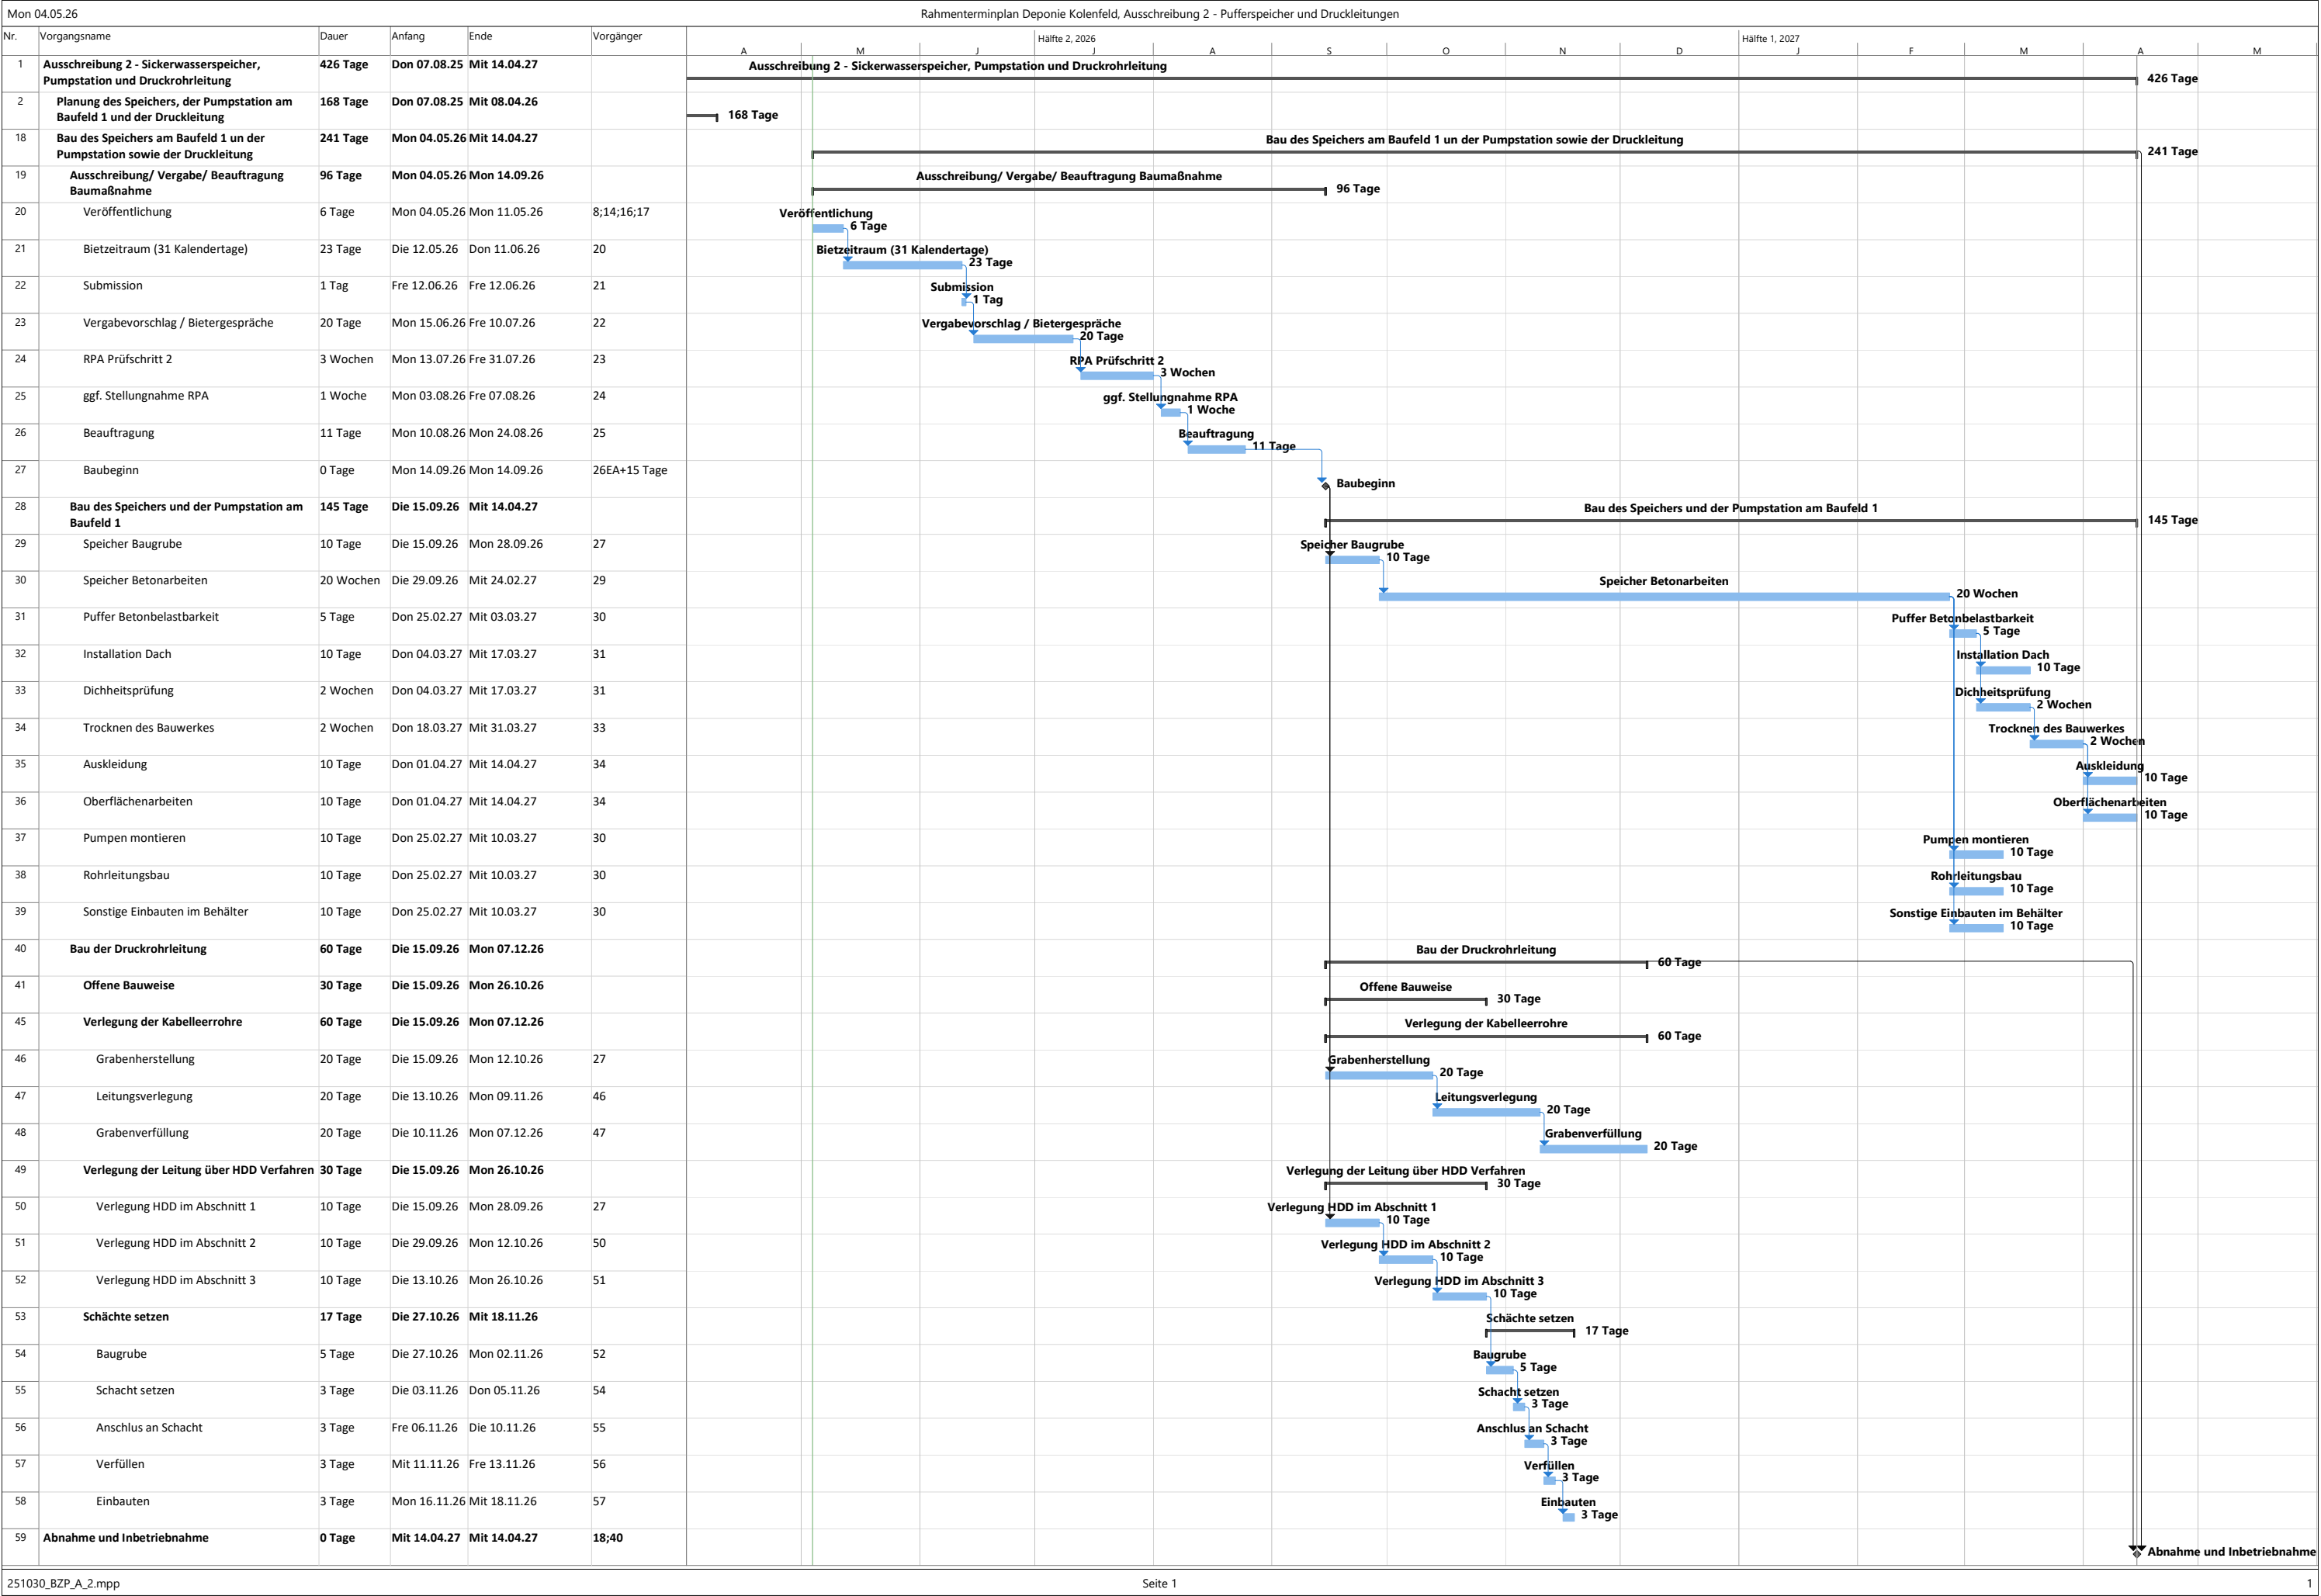 Mon 04.05.26 Rahmenterminplan Deponie Kolenfeld, Ausschreibung 2 - Pufferspeicher und Druckleitungen
Nr. Vorgangsname Dauer Anfang Ende Vorgänger Hälfte 2, 2026 Hälfte 1, 2027
A M J J A S O N D J F M A M
1 Ausschreibung 2 - Sickerwasserspeicher, 426 Tage Don 07.08.25 Mit 14.04.27 Ausschreibung 2 - Sickerwasserspeicher, Pumpstation und Druckrohrleitung
Pumpstation und Druckrohrleitung 426 Tage
2 Planung des Speichers, der Pumpstation am 168 Tage Don 07.08.25 Mit 08.04.26
Baufeld 1 und der Druckleitung 168 Tage
18 Bau des Speichers am Baufeld 1 un der 241 Tage Mon 04.05.26 Mit 14.04.27 Bau des Speichers am Baufeld 1 un der Pumpstation sowie der Druckleitung
Pumpstation sowie der Druckleitung 241 Tage
19 Ausschreibung/ Vergabe/ Beauftragung 96 Tage Mon 04.05.26 Mon 14.09.26 Ausschreibung/ Vergabe/ Beauftragung Baumaßnahme
Baumaßnahme 96 Tage
20 Veröffentlichung 6 Tage Mon 04.05.26 Mon 11.05.26 8;14;16;17 Veröffentlichung
6 Tage
21 Bietzeitraum (31 Kalendertage) 23 Tage Die 12.05.26 Don 11.06.26 20 Bietzeitraum (31 Kalendertage)
23 Tage
22 Submission 1 Tag Fre 12.06.26 Fre 12.06.26 21 Submission
1 Tag
23 Vergabevorschlag / Bietergespräche 20 Tage Mon 15.06.26 Fre 10.07.26 22 Vergabevorschlag / Bietergespräche
20 Tage
24 RPA Prüfschritt 2 3 Wochen Mon 13.07.26 Fre 31.07.26 23 RPA Prüfschritt 2
3 Wochen
25 ggf. Stellungnahme RPA 1 Woche Mon 03.08.26 Fre 07.08.26 24 ggf. Stellungnahme RPA
1 Woche
26 Beauftragung 11 Tage Mon 10.08.26 Mon 24.08.26 25 Beauftragung
11 Tage
27 Baubeginn 0 Tage Mon 14.09.26 Mon 14.09.26 26EA+15 Tage
Baubeginn
28 Bau des Speichers und der Pumpstation am 145 Tage Die 15.09.26 Mit 14.04.27 Bau des Speichers und der Pumpstation am Baufeld 1
Baufeld 1 145 Tage
29 Speicher Baugrube 10 Tage Die 15.09.26 Mon 28.09.26 27 Speicher Baugrube
10 Tage
30 Speicher Betonarbeiten 20 Wochen Die 29.09.26 Mit 24.02.27 29 Speicher Betonarbeiten
20 Wochen
31 Puffer Betonbelastbarkeit 5 Tage Don 25.02.27 Mit 03.03.27 30 Puffer Betonbelastbarkeit
5 Tage
32 Installation Dach 10 Tage Don 04.03.27 Mit 17.03.27 31 Installation Dach
10 Tage
33 Dichheitsprüfung 2 Wochen Don 04.03.27 Mit 17.03.27 31 Dichheitsprüfung
2 Wochen
34 Trocknen des Bauwerkes 2 Wochen Don 18.03.27 Mit 31.03.27 33 Trocknen des Bauwerkes
2 Wochen
35 Auskleidung 10 Tage Don 01.04.27 Mit 14.04.27 34 Auskleidung
10 Tage
36 Oberflächenarbeiten 10 Tage Don 01.04.27 Mit 14.04.27 34 Oberflächenarbeiten
10 Tage
37 Pumpen montieren 10 Tage Don 25.02.27 Mit 10.03.27 30 Pumpen montieren
10 Tage
38 Rohrleitungsbau 10 Tage Don 25.02.27 Mit 10.03.27 30 Rohrleitungsbau
10 Tage
39 Sonstige Einbauten im Behälter 10 Tage Don 25.02.27 Mit 10.03.27 30 Sonstige Einbauten im Behälter
10 Tage
40 Bau der Druckrohrleitung 60 Tage Die 15.09.26 Mon 07.12.26 Bau der Druckrohrleitung
60 Tage
41 Offene Bauweise 30 Tage Die 15.09.26 Mon 26.10.26 Offene Bauweise
30 Tage
45 Verlegung der Kabelleerrohre 60 Tage Die 15.09.26 Mon 07.12.26 Verlegung der Kabelleerrohre
60 Tage
46 Grabenherstellung 20 Tage Die 15.09.26 Mon 12.10.26 27 Grabenherstellung
20 Tage
47 Leitungsverlegung 20 Tage Die 13.10.26 Mon 09.11.26 46 Leitungsverlegung
20 Tage
48 Grabenverfüllung 20 Tage Die 10.11.26 Mon 07.12.26 47 Grabenverfüllung
20 Tage
49 Verlegung der Leitung über HDD Verfahren 30 Tage Die 15.09.26 Mon 26.10.26 Verlegung der Leitung über HDD Verfahren
30 Tage
50 Verlegung HDD im Abschnitt 1 10 Tage Die 15.09.26 Mon 28.09.26 27 Verlegung HDD im Abschnitt 1
10 Tage
51 Verlegung HDD im Abschnitt 2 10 Tage Die 29.09.26 Mon 12.10.26 50 Verlegung HDD im Abschnitt 2
10 Tage
52 Verlegung HDD im Abschnitt 3 10 Tage Die 13.10.26 Mon 26.10.26 51 Verlegung HDD im Abschnitt 3
10 Tage
53 Schächte setzen 17 Tage Die 27.10.26 Mit 18.11.26 Schächte setzen
17 Tage
54 Baugrube 5 Tage Die 27.10.26 Mon 02.11.26 52 Baugrube
5 Tage
55 Schacht setzen 3 Tage Die 03.11.26 Don 05.11.26 54 Schacht setzen
3 Tage
56 Anschlus an Schacht 3 Tage Fre 06.11.26 Die 10.11.26 55 Anschlus an Schacht
3 Tage
57 Verfüllen 3 Tage Mit 11.11.26 Fre 13.11.26 56 Verfüllen
3 Tage
58 Einbauten 3 Tage Mon 16.11.26 Mit 18.11.26 57 Einbauten
3 Tage
59 Abnahme und Inbetriebnahme 0 Tage Mit 14.04.27 Mit 14.04.27 18;40
Abnahme und Inbetriebnahme
251030_BZP_A_2.mpp Seite 1 1